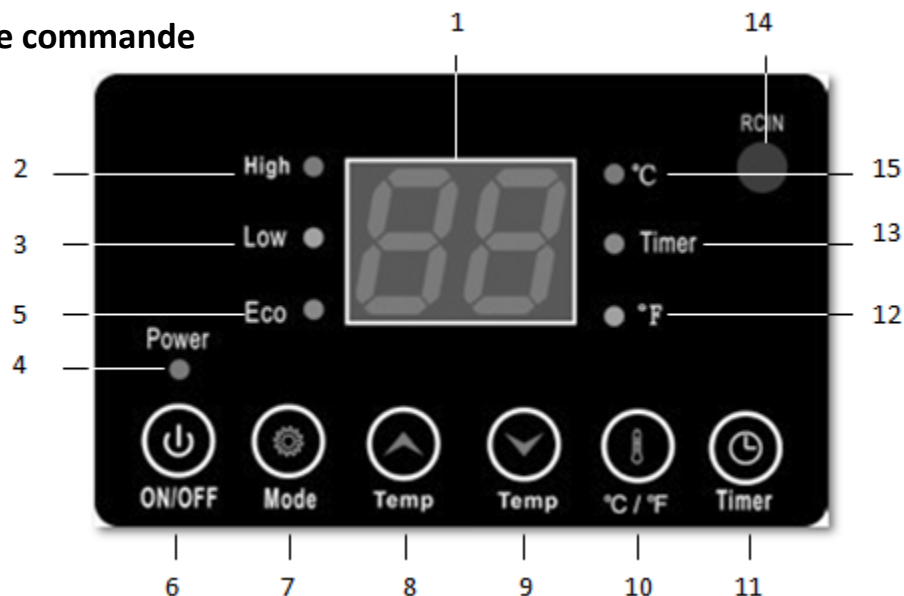 e commande
1 14
RCIN
2 High °C 15
3 Low Timer 13
5 Eco °F 12
Power
4
ON/OFF Mode Temp Temp °C / °F Timer
6 7 8 9 10 11